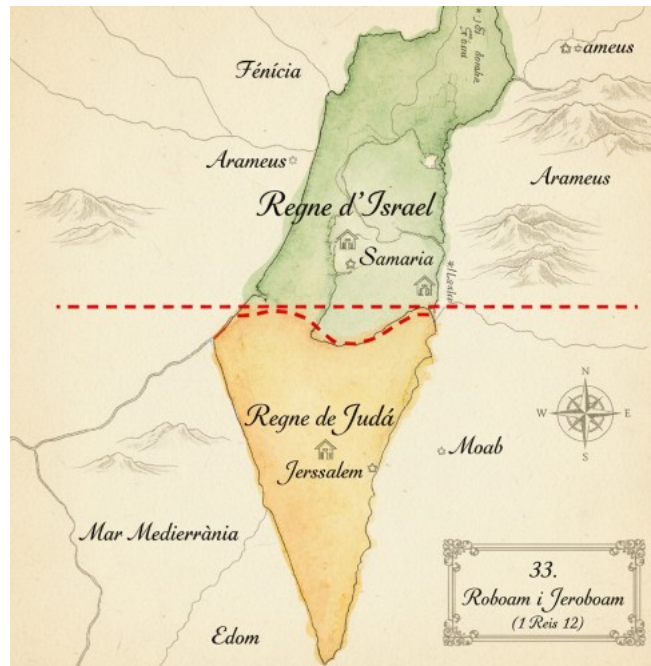 Fénícia
ameus
Arameus
Arameus
Regne d'Israel
Samaria
N
W E
S
Regne de Judá
Moab
Jerssalem
Mar Medierrània
33.
Roboam i Jeroboam
(1 Reis 12)
Edom